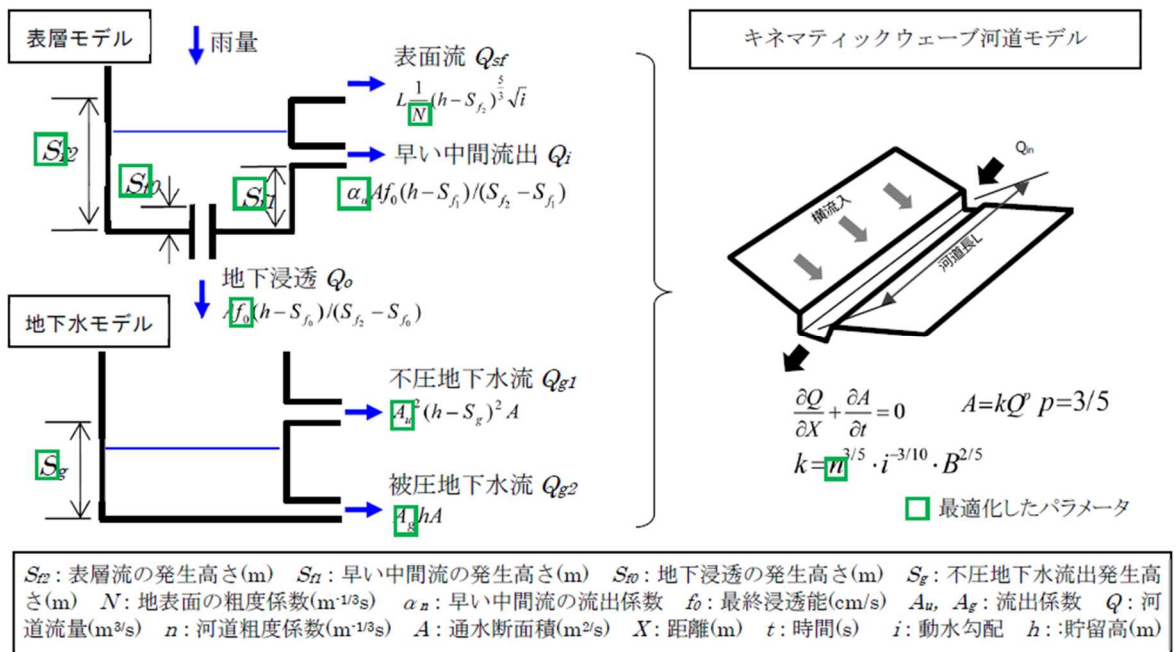 表層モデル
雨量
表面流 Qsf
L 1/N (h−Sf2)^5/3 √i
Sf2
Sf0
Sf1
早い中間流出 Qi
αnAf0(h−Sf1)/(Sf2−Sf1)
地下浸透 Qo
Af0(h−Sf0)/(Sf2−Sf0)
地下水モデル
不圧地下水流 Qg1
Au²(h−Sg)² A
Sg
被圧地下水流 Qg2
AghA
キネマティックウェーブ河道モデル
Qin
横流入
河道長L
∂Q/∂X + ∂A/∂t = 0
A=kQ^p p=3/5
k=n^3/5・i^−3/10・B^2/5
最適化したパラメータ
Sf2：表層流の発生高さ(m) Sf1：早い中間流の発生高さ(m) Sf0：地下浸透の発生高さ(m) Sg：不圧地下水流出発生高
さ(m) N：地表面の粗度係数(m-1/3s) αn：早い中間流の流出係数 f0：最終浸透能(cm/s) Au, Ag：流出係数 Q：河
道流量(m³/s) n：河道粗度係数(m-1/3s) A：通水断面積(m²/s) X：距離(m) t：時間(s) i：動水勾配 h：:貯留高(m)